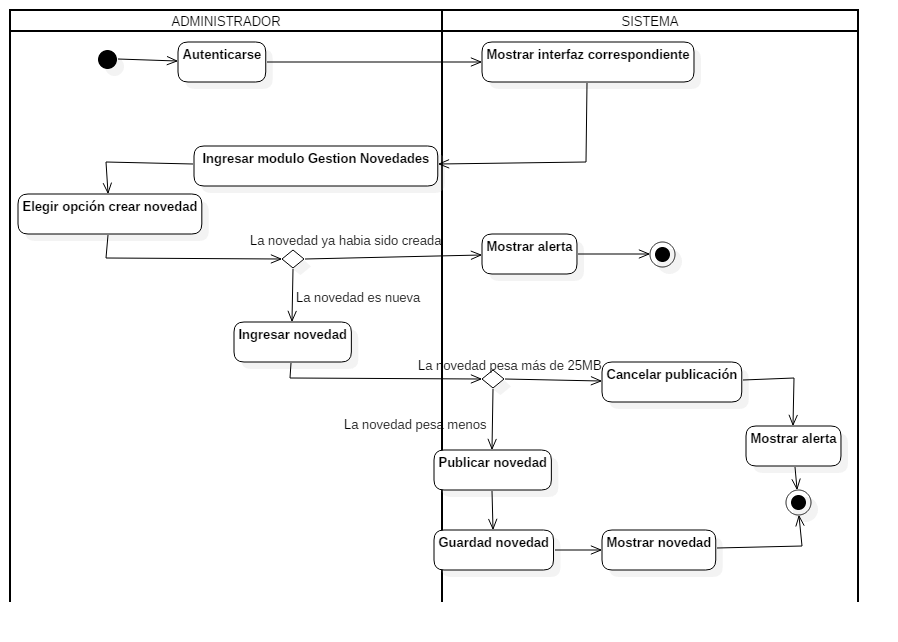 ADMINISTRADOR
SISTEMA
Autenticarse
Mostrar interfaz correspondiente
Ingresar modulo Gestion Novedades
Elegir opción crear novedad
La novedad ya habia sido creada
Mostrar alerta
La novedad es nueva
Ingresar novedad
La novedad pesa más de 25MB
Cancelar publicación
La novedad pesa menos
Mostrar alerta
Publicar novedad
Guardad novedad
Mostrar novedad